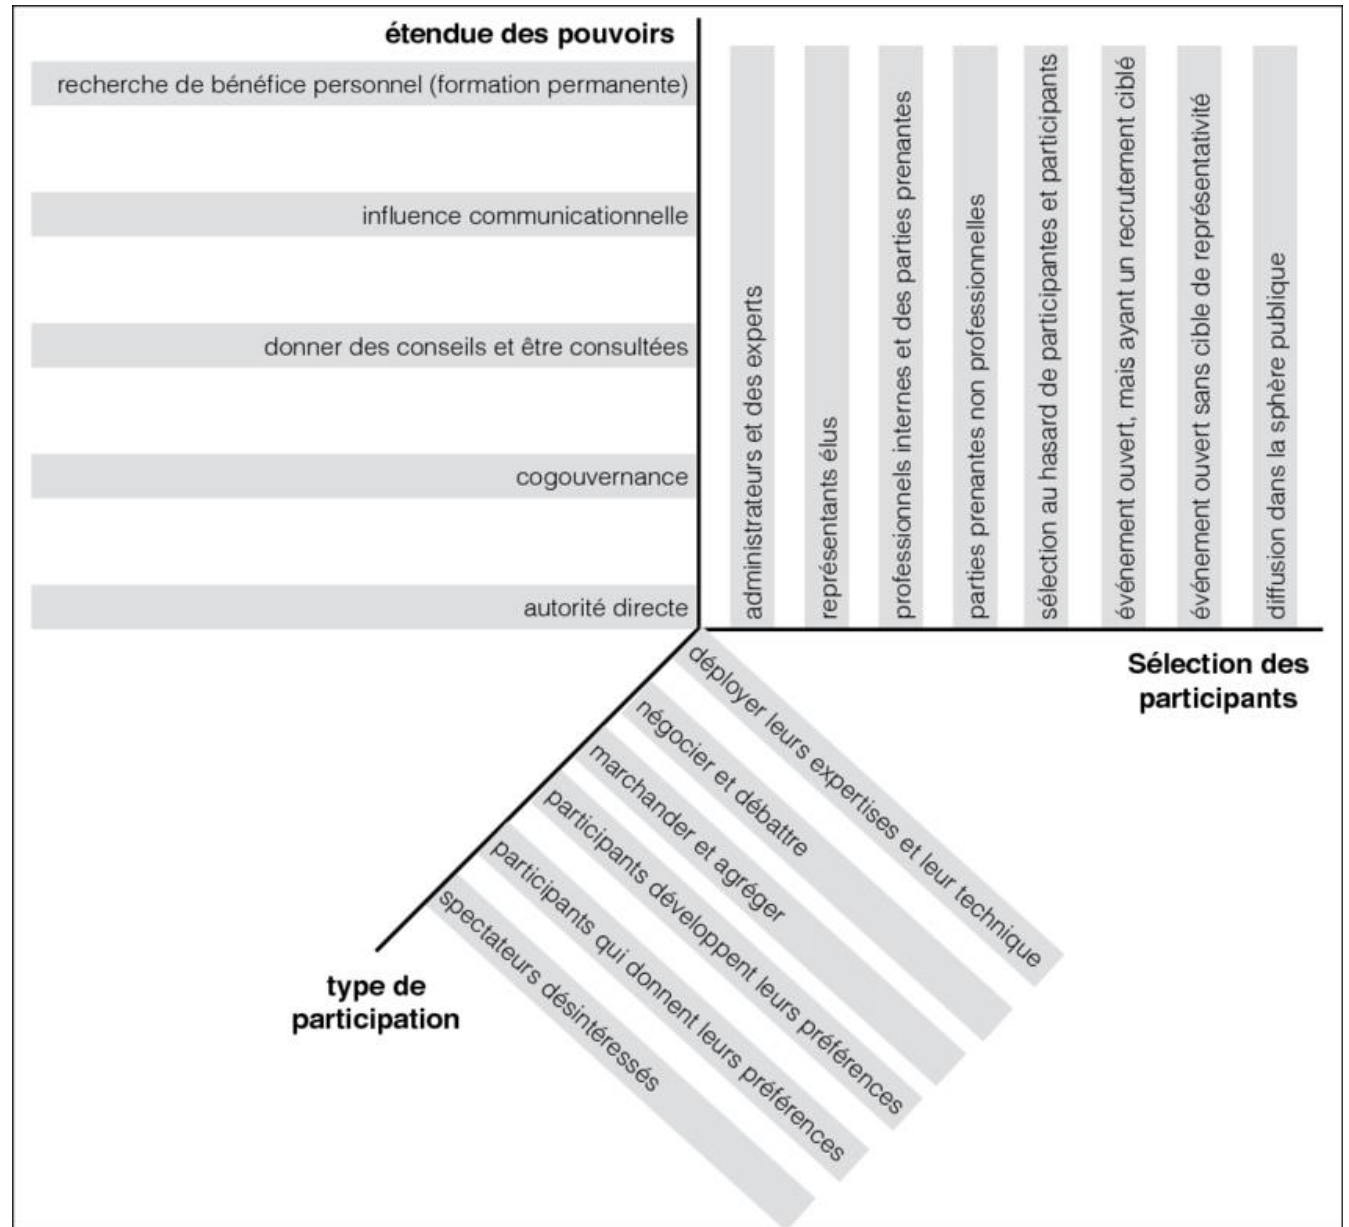 étendue des pouvoirs
recherche de bénéfice personnel (formation permanente)
influence communicationnelle
donner des conseils et être consultées
cogouvernance
autorité directe
administrateurs et des experts
représentants élus
professionnels internes et des parties prenantes
parties prenantes non professionnelles
sélection au hasard de participantes et participants
événement ouvert, mais ayant un recrutement ciblé
événement ouvert sans cible de représentativité
diffusion dans la sphère publique
Sélection des
participants
déployer leurs expertises et leur technique
négocier et débattre
marchander et agréger
participants développent leurs préférences
participants qui donnent leurs préférences
spectateurs désintéressés
type de
participation